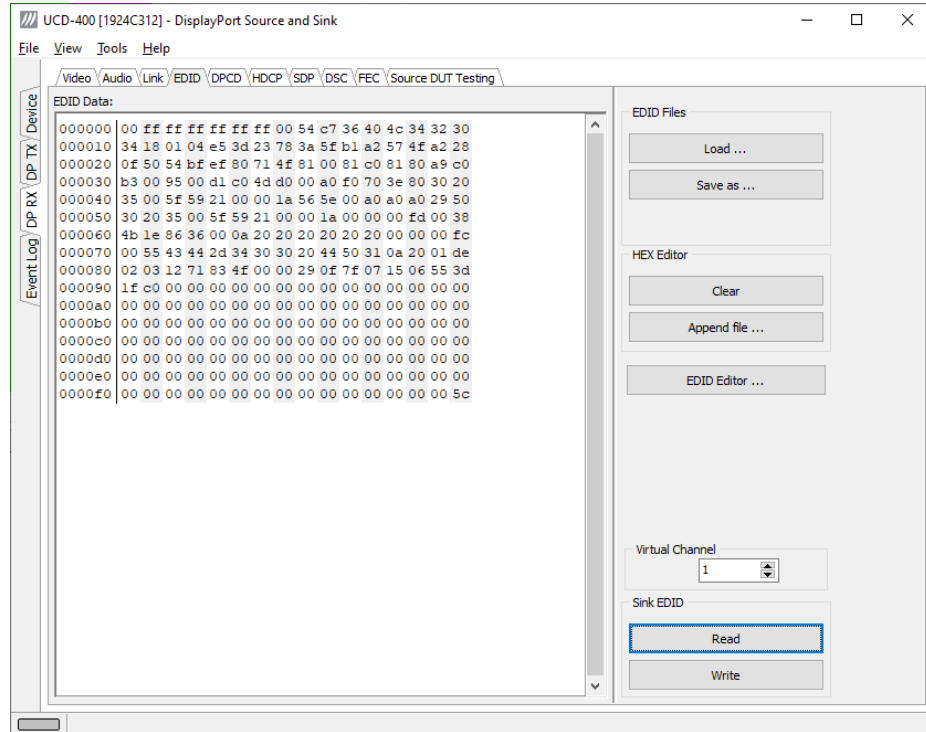 UCD-400 [1924C312] - DisplayPort Source and Sink
File View Tools Help
Video Audio Link EDID DPCD HDCP SDP DSC FEC Source DUT Testing
Device
DP TX
DP RX
Event Log
EDID Data:
000000 00 ff ff ff ff ff ff 00 54 c7 36 40 4c 34 32 30
000010 34 18 01 04 e5 3d 23 78 3a 5f b1 a2 57 4f a2 28
000020 0f 50 54 bf ef 80 71 4f 81 00 81 c0 81 80 a9 c0
000030 b3 00 95 00 d1 c0 4d d0 00 a0 f0 70 3e 80 30 20
000040 35 00 5f 59 21 00 00 1a 56 5e 00 a0 a0 a0 29 50
000050 30 20 35 00 5f 59 21 00 00 1a 00 00 00 fd 00 38
000060 4b 1e 86 36 00 0a 20 20 20 20 20 20 00 00 00 fc
000070 00 55 43 44 2d 34 30 30 20 44 50 31 0a 20 01 de
000080 02 03 12 71 83 4f 00 00 29 0f 7f 07 15 06 55 3d
000090 1f c0 00 00 00 00 00 00 00 00 00 00 00 00 00 00
0000a0 00 00 00 00 00 00 00 00 00 00 00 00 00 00 00 00
0000b0 00 00 00 00 00 00 00 00 00 00 00 00 00 00 00 00
0000c0 00 00 00 00 00 00 00 00 00 00 00 00 00 00 00 00
0000d0 00 00 00 00 00 00 00 00 00 00 00 00 00 00 00 00
0000e0 00 00 00 00 00 00 00 00 00 00 00 00 00 00 00 00
0000f0 00 00 00 00 00 00 00 00 00 00 00 00 00 00 00 5c
EDID Files
Load ...
Save as ...
HEX Editor
Clear
Append file ...
EDID Editor ...
Virtual Channel
1
Sink EDID
Read
Write